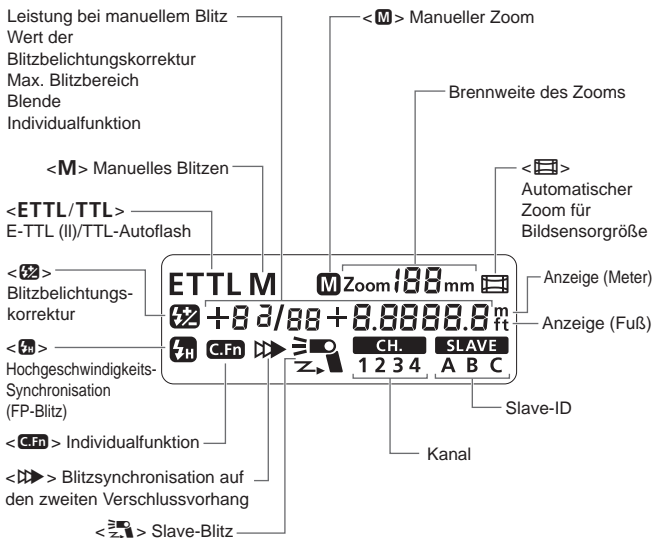 Leistung bei manuellem Blitz
Wert der
Blitzbelichtungskorrektur
Max. Blitzbereich
Blende
Individualfunktion
<M> Manueller Zoom
Brennweite des Zooms
<M> Manuelles Blitzen
< >
Automatischer
Zoom für
Bildsensorgröße
<ETTL/TTL>
E-TTL (II)/TTL-Autoflash
< >
Blitzbelichtungs-
korrektur
ETTL M M Zoom 188 mm
+8 8/88 +8.8888.8 m ft
Anzeige (Meter)
Anzeige (Fuß)
H C.Fn CH. SLAVE
1 2 3 4 A B C
< H >
Hochgeschwindigkeits-
Synchronisation
(FP-Blitz)
Slave-ID
<C.Fn> Individualfunktion
Kanal
< > Blitzsynchronisation auf
den zweiten Verschlussvorhang
< > Slave-Blitz